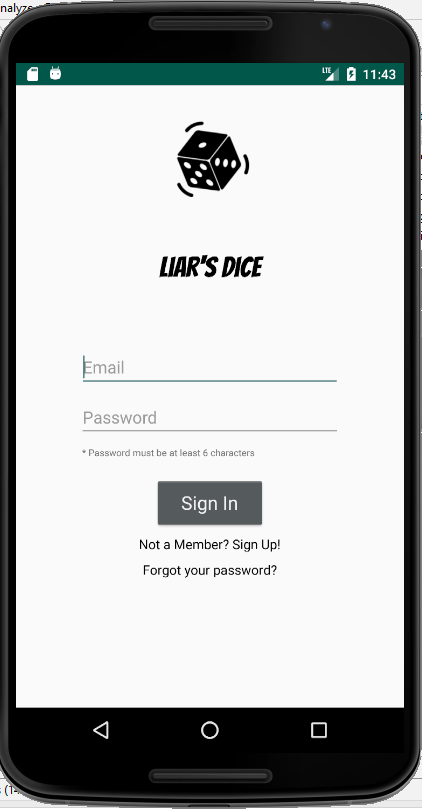 nalyze
LTE
11:43
LIAR'S DICE
Email
Password
* Password must be at least 6 characters
Sign In
Not a Member? Sign Up!
Forgot your password?